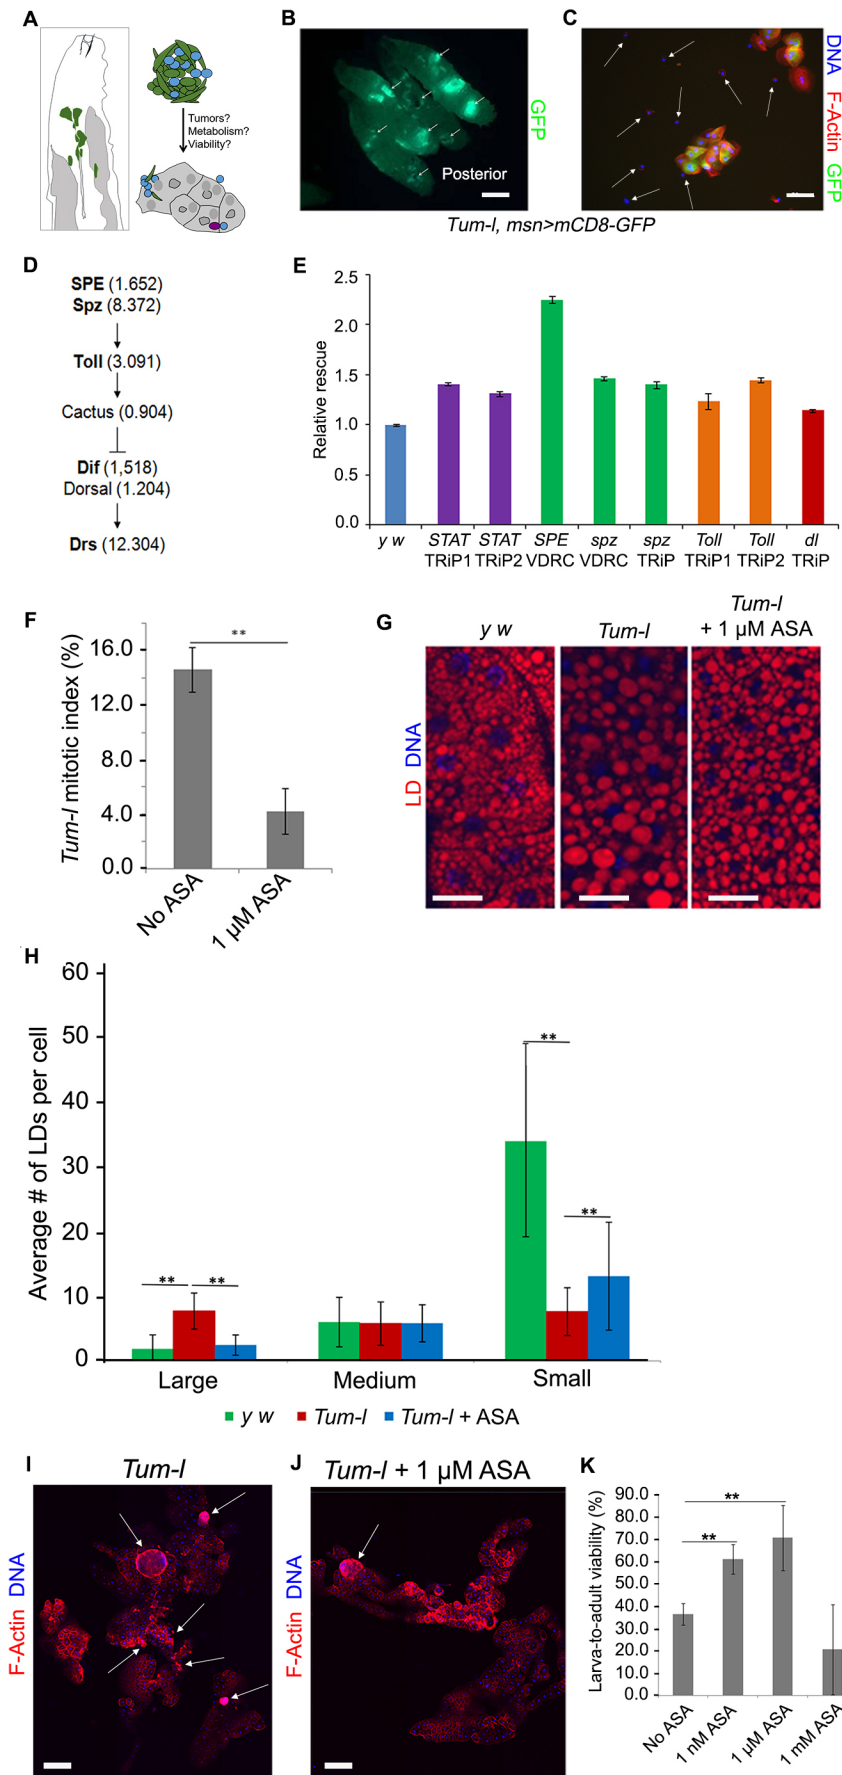 A
Tumors?
Metabolism?
Viability?
B
Posterior
GFP
C
DNA F-Actin GFP
Tum-l, msn>mCD8-GFP
D
SPE (1.652)
Spz (8.372)
Toll (3.091)
Cactus (0.904)
Dif (1,518)
Dorsal (1.204)
Drs (12.304)
E
Relative rescue
2.5
2.0
1.5
1.0
0.5
0.0
y w STAT STAT SPE spz spz Toll Toll dl
TRiP1 TRiP2 VDRC VDRC TRiP TRiP1 TRiP2 TRiP
F
Tum-l mitotic index (%)
16.0
12.0
8.0
4.0
0.0
**
No ASA
1 µM ASA
G
y w
Tum-l
Tum-l
+ 1 µM ASA
LD DNA
H
Average # of LDs per cell
60
50
40
30
20
10
0
** **
**
**
Large Medium Small
y w Tum-l Tum-l + ASA
I
Tum-l
F-Actin DNA
J
Tum-l + 1 µM ASA
F-Actin DNA
K
Larva-to-adult viability (%)
90.0
80.0
70.0
60.0
50.0
40.0
30.0
20.0
10.0
0.0
**
**
No ASA
1 nM ASA
1 µM ASA
1 mM ASA